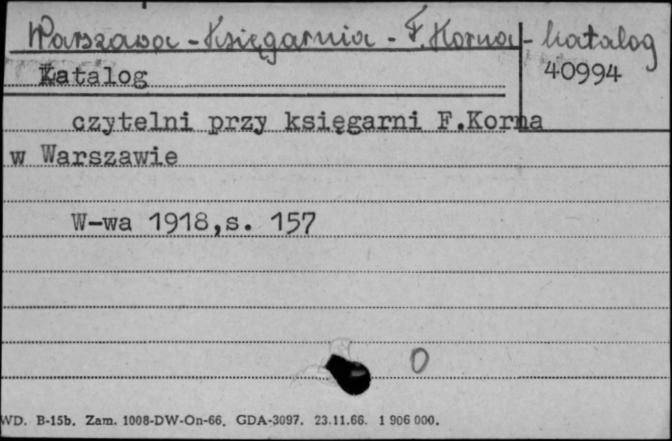 Warszawa - Księgarnia - F. Korna - katalog
40994
Katalog
czytelni przy księgarni F.Korna
w Warszawie
W-wa 1918,s. 157
0
WD. B-15b. Zam. 1008-DW-On-66. GDA-3097. 23.11.66. 1 906 000.